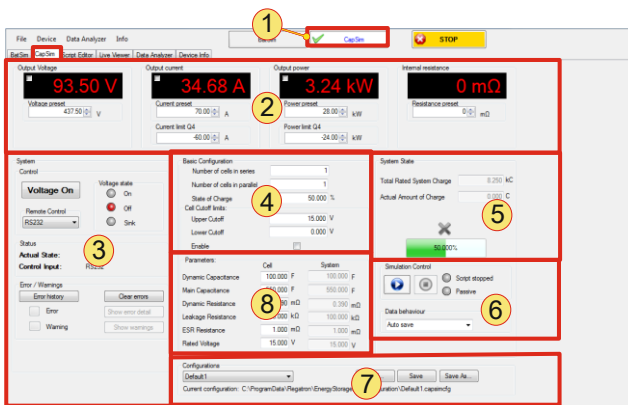 1
File Device Data Analyzer Info
BatSim CapSim STOP
BatSim CapSim Script Editor Live Viewer Data Analyzer Device Info
Output Voltage Output current Output power Internal resistance
93.50 V 34.68 A 3.24 kW 0 mΩ
Voltage preset Current preset Power preset Resistance preset
437.50 V 70.00 A 28.00 kW 0 mΩ
2
Current limit Q4 Power limit Q4
-60.00 A -24.00 kW
System
Control
Voltage On
Voltage state
On
Off
Sink
Remote Control
RS232
Status
3
Actual State:
Control Input: RS232
Error / Warnings
Error history Clear errors
Error Show error detail
Warning Show warnings
Basic Configuration
Number of cells in series 1
Number of cells in parallel 1
State of Charge 50.000 %
4
Cell Cutoff limits:
Upper Cutoff 15.000 V
Lower Cutoff 0.000 V
Enable
System State
Total Rated System Charge 8.250 kC
Actual Amount of Charge 0.000 C
5
50.000%
Parameters:
Cell System
Dynamic Capacitance 100.000 F 100.000 F
Main Capacitance F 550.000 F
Dynamic Resistance mΩ 0.390 mΩ
8
Leakage Resistance kΩ 100.000 kΩ
ESR Resistance 1.000 mΩ 1.000 mΩ
Rated Voltage 15.000 V 15.000 V
Simulation Control
Script stopped
Passive
6
Data behaviour
Auto save
Configurations
Default1 Save Save As...
7
Current configuration: C:\ProgramData\Regatron\EnergyStorage uration\Default1.capsimcfg